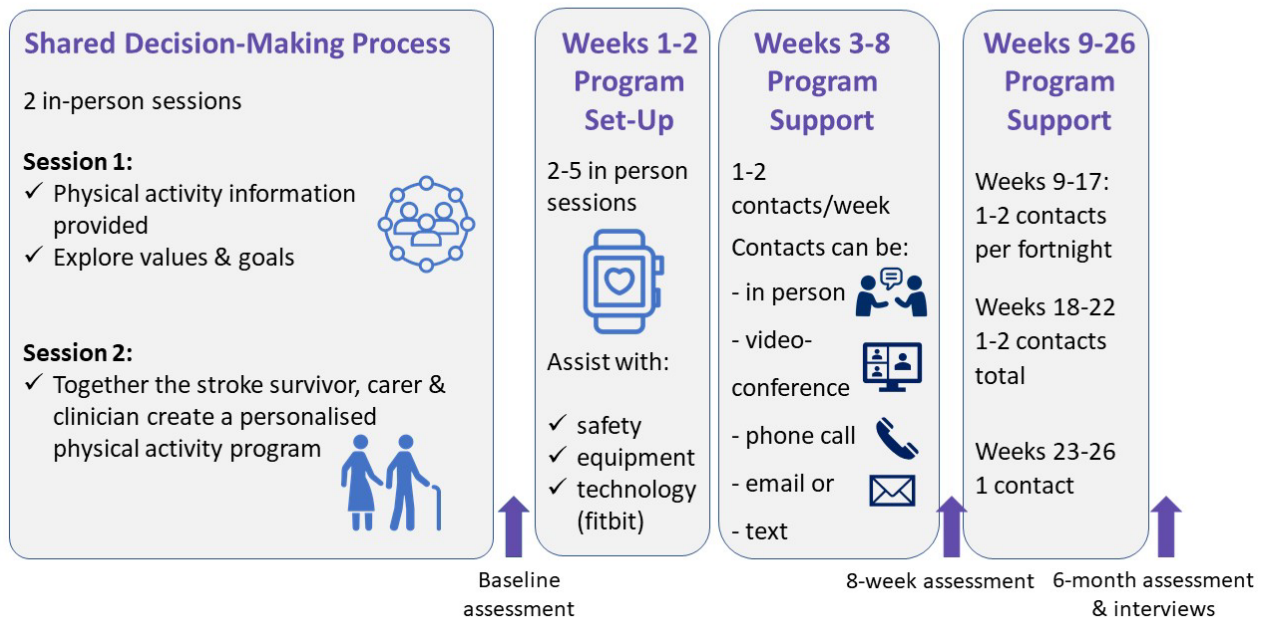 Shared Decision-Making Process
2 in-person sessions
Session 1:
✓ Physical activity information
provided
✓ Explore values & goals
Session 2:
✓ Together the stroke survivor, carer &
clinician create a personalised
physical activity program
Baseline
assessment
Weeks 1-2
Program
Set-Up
2-5 in person
sessions
Assist with:
✓ safety
✓ equipment
✓ technology
(fitbit)
Weeks 3-8
Program
Support
1-2
contacts/week
Contacts can be:
- in person
- video-
conference
- phone call
- email or
- text
8-week assessment
Weeks 9-26
Program
Support
Weeks 9-17:
1-2 contacts
per fortnight
Weeks 18-22
1-2 contacts
total
Weeks 23-26
1 contact
6-month assessment
& interviews